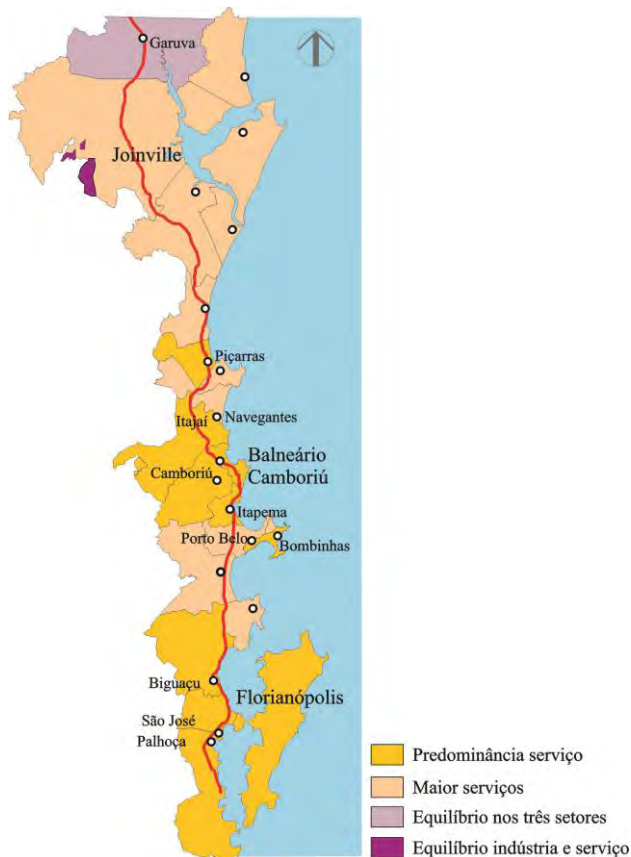 Garuva
Joinville
Piçarras
Itajaí
Navegantes
Balneário
Camboriú
Camboriú
Itapema
Porto Belo
Bombinhas
Biguaçu
Florianópolis
São José
Palhoça
Predominância serviço
Maior serviços
Equilíbrio nos três setores
Equilíbrio indústria e serviço